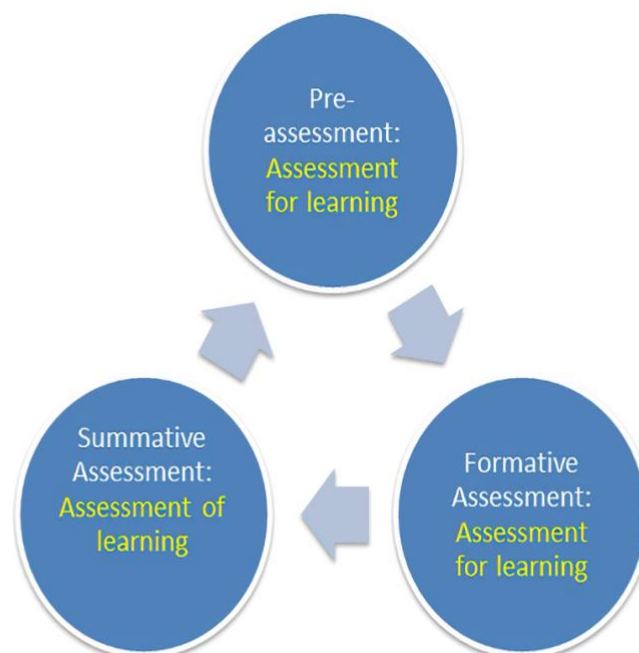 Pre-
assessment:
Assessment
for learning
Summative
Assessment:
Assessment of
learning
Formative
Assessment:
Assessment
for learning